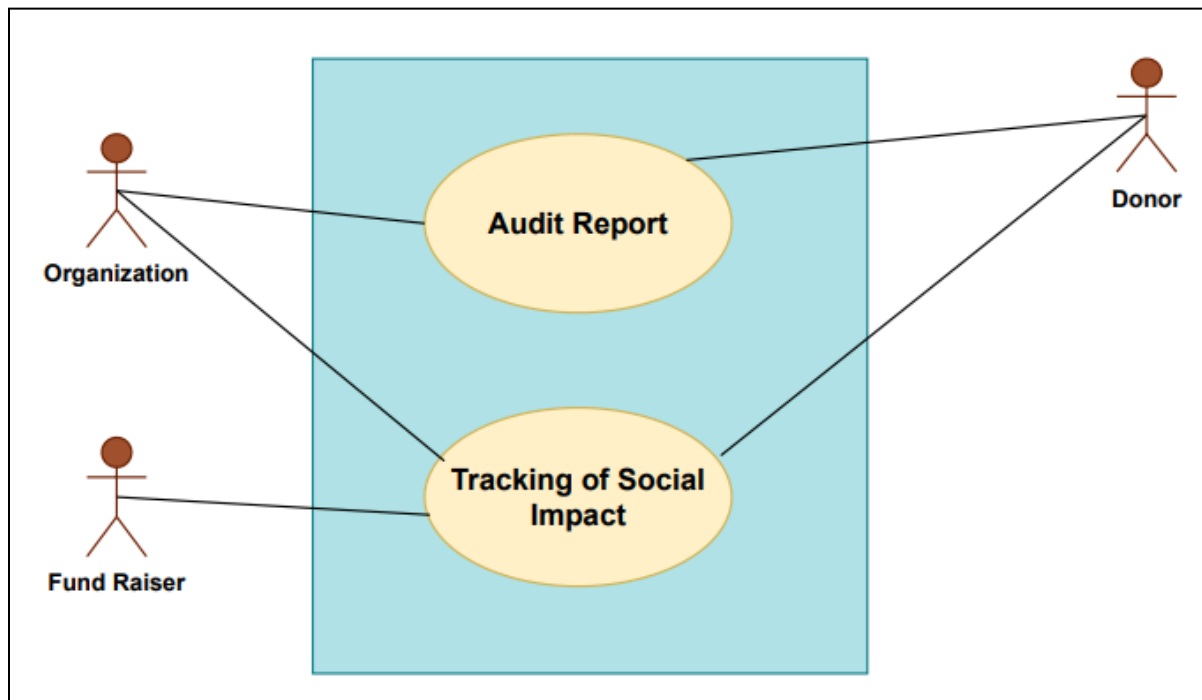 Audit Report
Donor
Organization
Tracking of Social
Impact
Fund Raiser